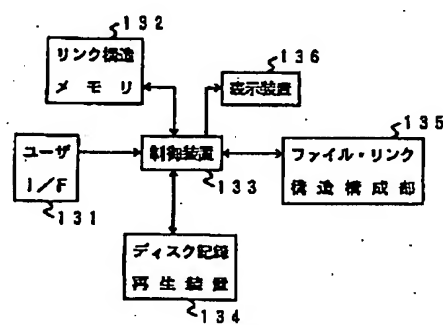 132
リンク構造
メモリ
136
表示装置
135
ユーザ
I/F
131
制御装置
133
ファイル・リンク
構造構成部
ディスク記録
再生装置
134